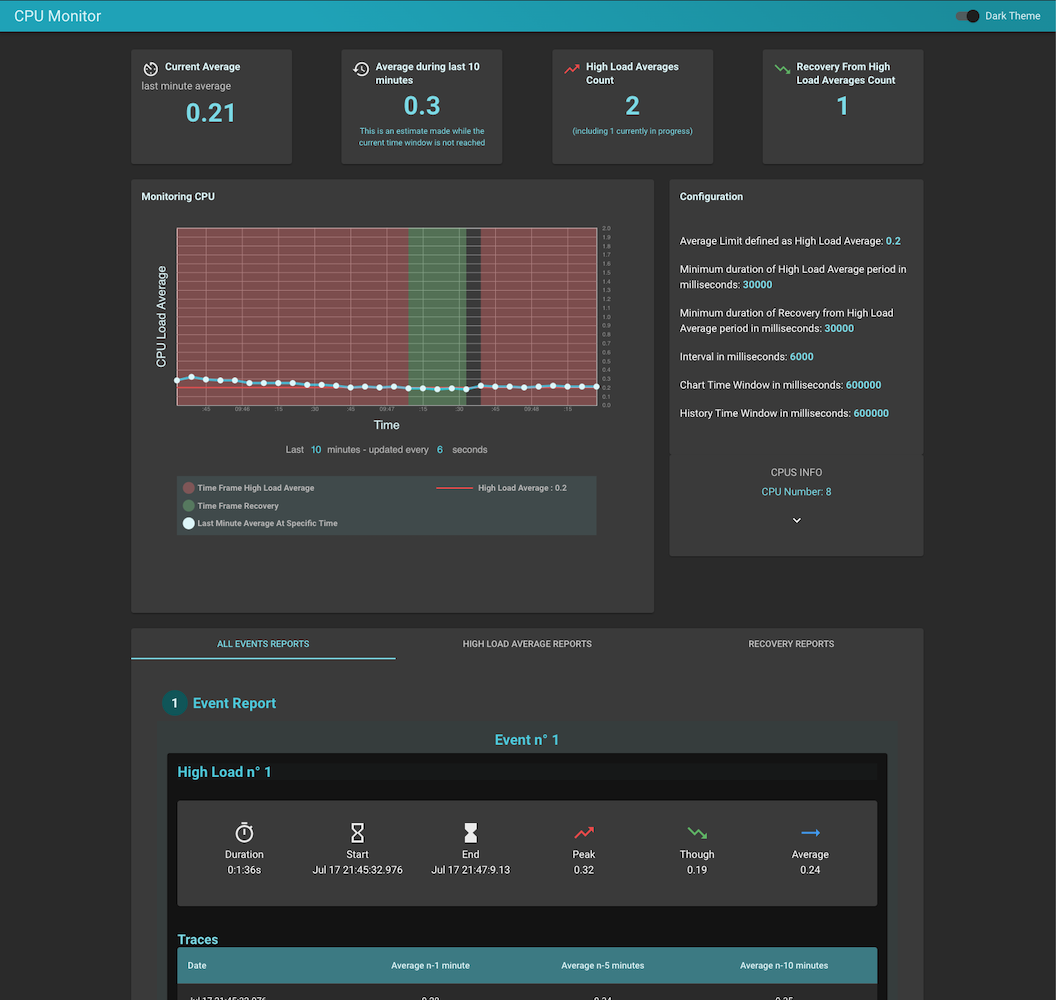 CPU Monitor
Dark Theme
Current Average
last minute average
0.21
Average during last 10
minutes
0.3
This is an estimate made while the
current time window is not reached
High Load Averages
Count
2
(including 1 currently in progress)
Recovery From High
Load Averages Count
1
Monitoring CPU
CPU Load Average
2.0
1.9
1.8
1.7
1.6
1.5
1.4
1.3
1.2
1.1
1.0
0.9
0.8
0.7
0.6
0.5
0.4
0.3
0.2
0.1
0.0
:45 09:46 :15 :30 :45 09:47 :15 :30 09:48 :15
Time
Last 10 minutes - updated every 6 seconds
Time Frame High Load Average
High Load Average : 0.2
Time Frame Recovery
Last Minute Average At Specific Time
Configuration
Average Limit defined as High Load Average: 0.2
Minimum duration of High Load Average period in
milliseconds: 30000
Minimum duration of Recovery from High Load
Average period in milliseconds: 30000
Interval in milliseconds: 6000
Chart Time Window in milliseconds: 600000
History Time Window in milliseconds: 600000
CPUS INFO
CPU Number: 8
ALL EVENTS REPORTS
HIGH LOAD AVERAGE REPORTS
RECOVERY REPORTS
1 Event Report
Event n° 1
High Load n° 1
Duration
0:1:36s
Start
Jul 17 21:45:32.976
End
Jul 17 21:47:9.13
Peak
0.32
Though
0.19
Average
0.24
Traces
Date Average n-1 minute Average n-5 minutes Average n-10 minutes